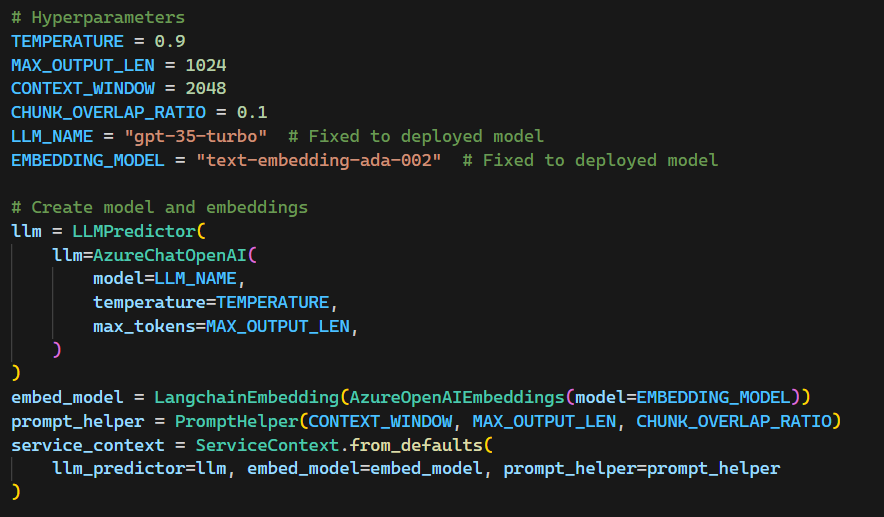 # Hyperparameters
TEMPERATURE = 0.9
MAX_OUTPUT_LEN = 1024
CONTEXT_WINDOW = 2048
CHUNK_OVERLAP_RATIO = 0.1
LLM_NAME = "gpt-35-turbo"  # Fixed to deployed model
EMBEDDING_MODEL = "text-embedding-ada-002"  # Fixed to deployed model

# Create model and embeddings
llm = LLMPredictor(
    llm=AzureChatOpenAI(
        model=LLM_NAME,
        temperature=TEMPERATURE,
        max_tokens=MAX_OUTPUT_LEN,
    )
)
embed_model = LangchainEmbedding(AzureOpenAIEmbeddings(model=EMBEDDING_MODEL))
prompt_helper = PromptHelper(CONTEXT_WINDOW, MAX_OUTPUT_LEN, CHUNK_OVERLAP_RATIO)
service_context = ServiceContext.from_defaults(
    llm_predictor=llm, embed_model=embed_model, prompt_helper=prompt_helper
)